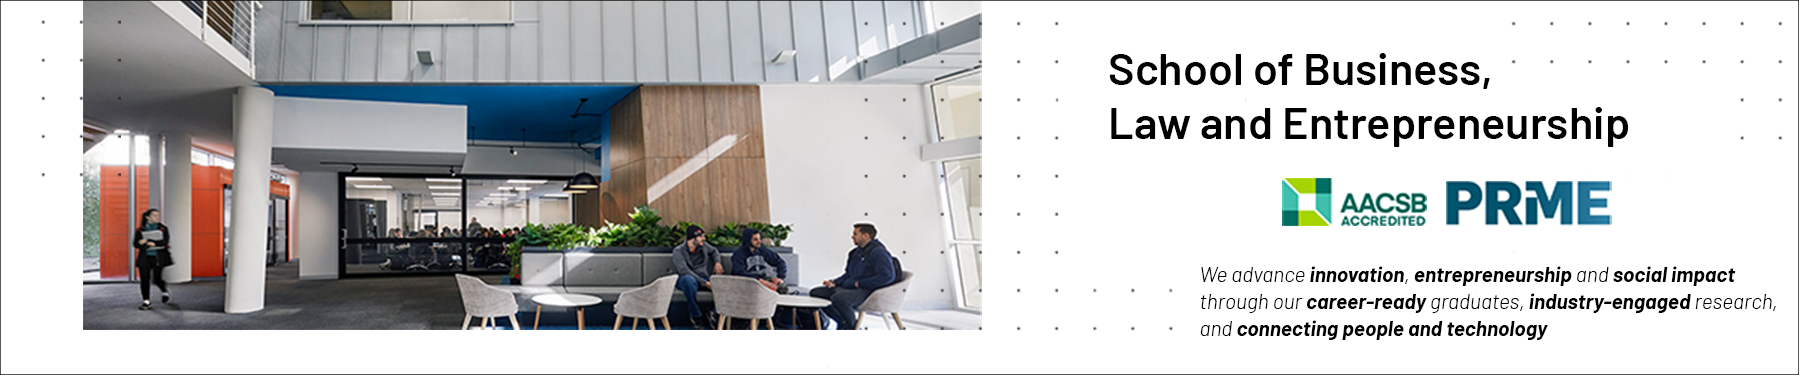 School of Business,
Law and Entrepreneurship
AACSB
ACCREDITED
PRME
We advance innovation, entrepreneurship and social impact
through our career-ready graduates, industry-engaged research,
and connecting people and technology